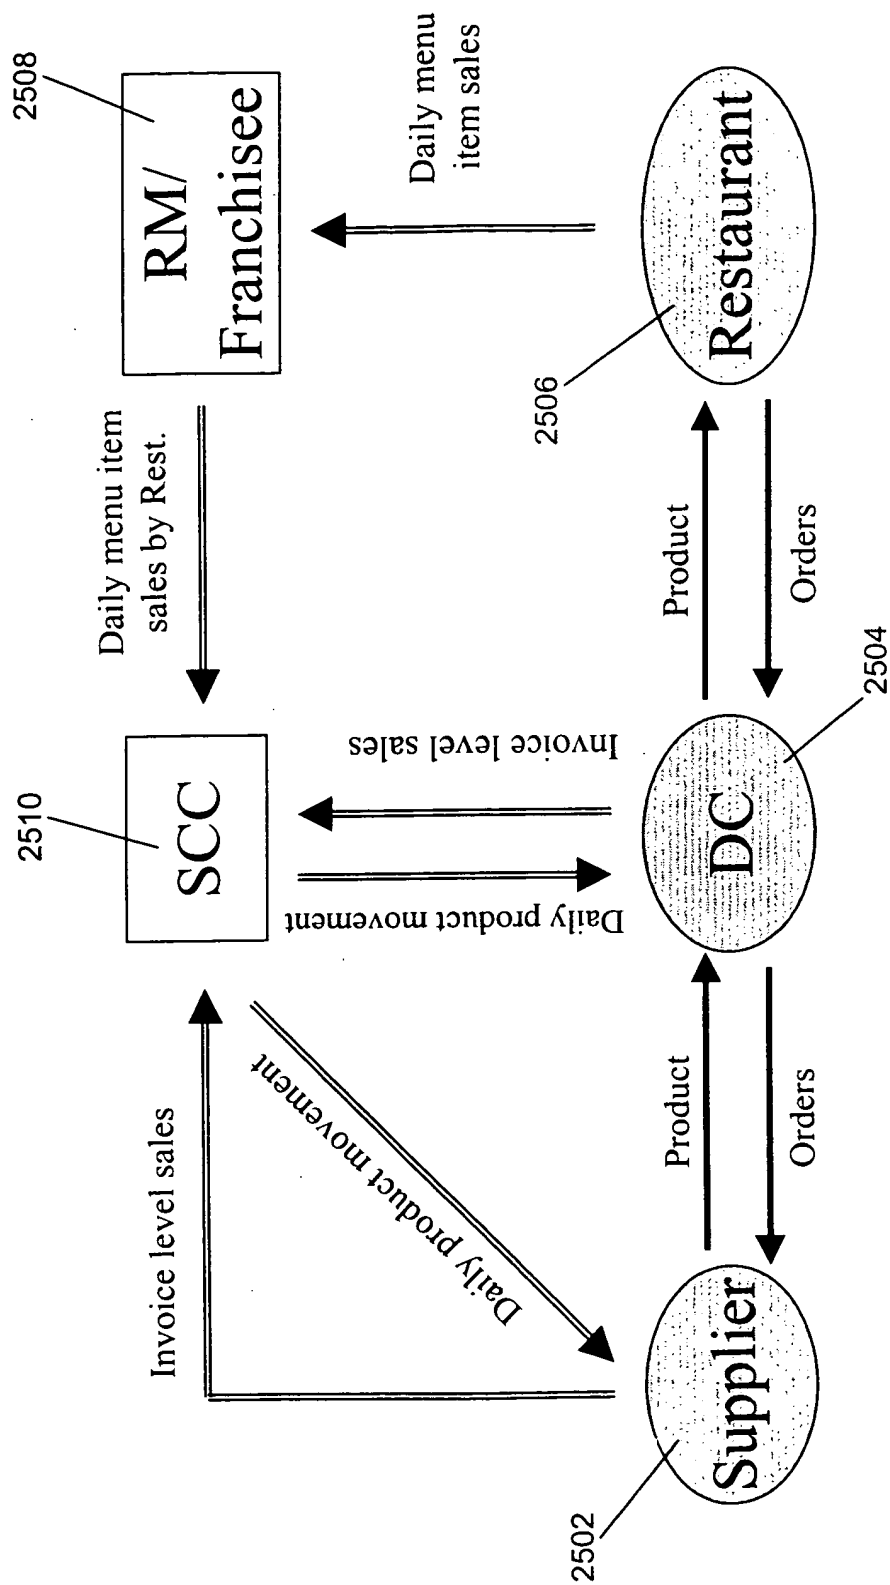 2510
2508
SCC
RM/
Franchisee
Daily menu item
sales by Rest.
Invoice level sales
Daily product movement
Daily product movement
Invoice level sales
Daily menu
item sales
2502
Supplier
Product
Orders
DC
2504
Product
Orders
2506
Restaurant